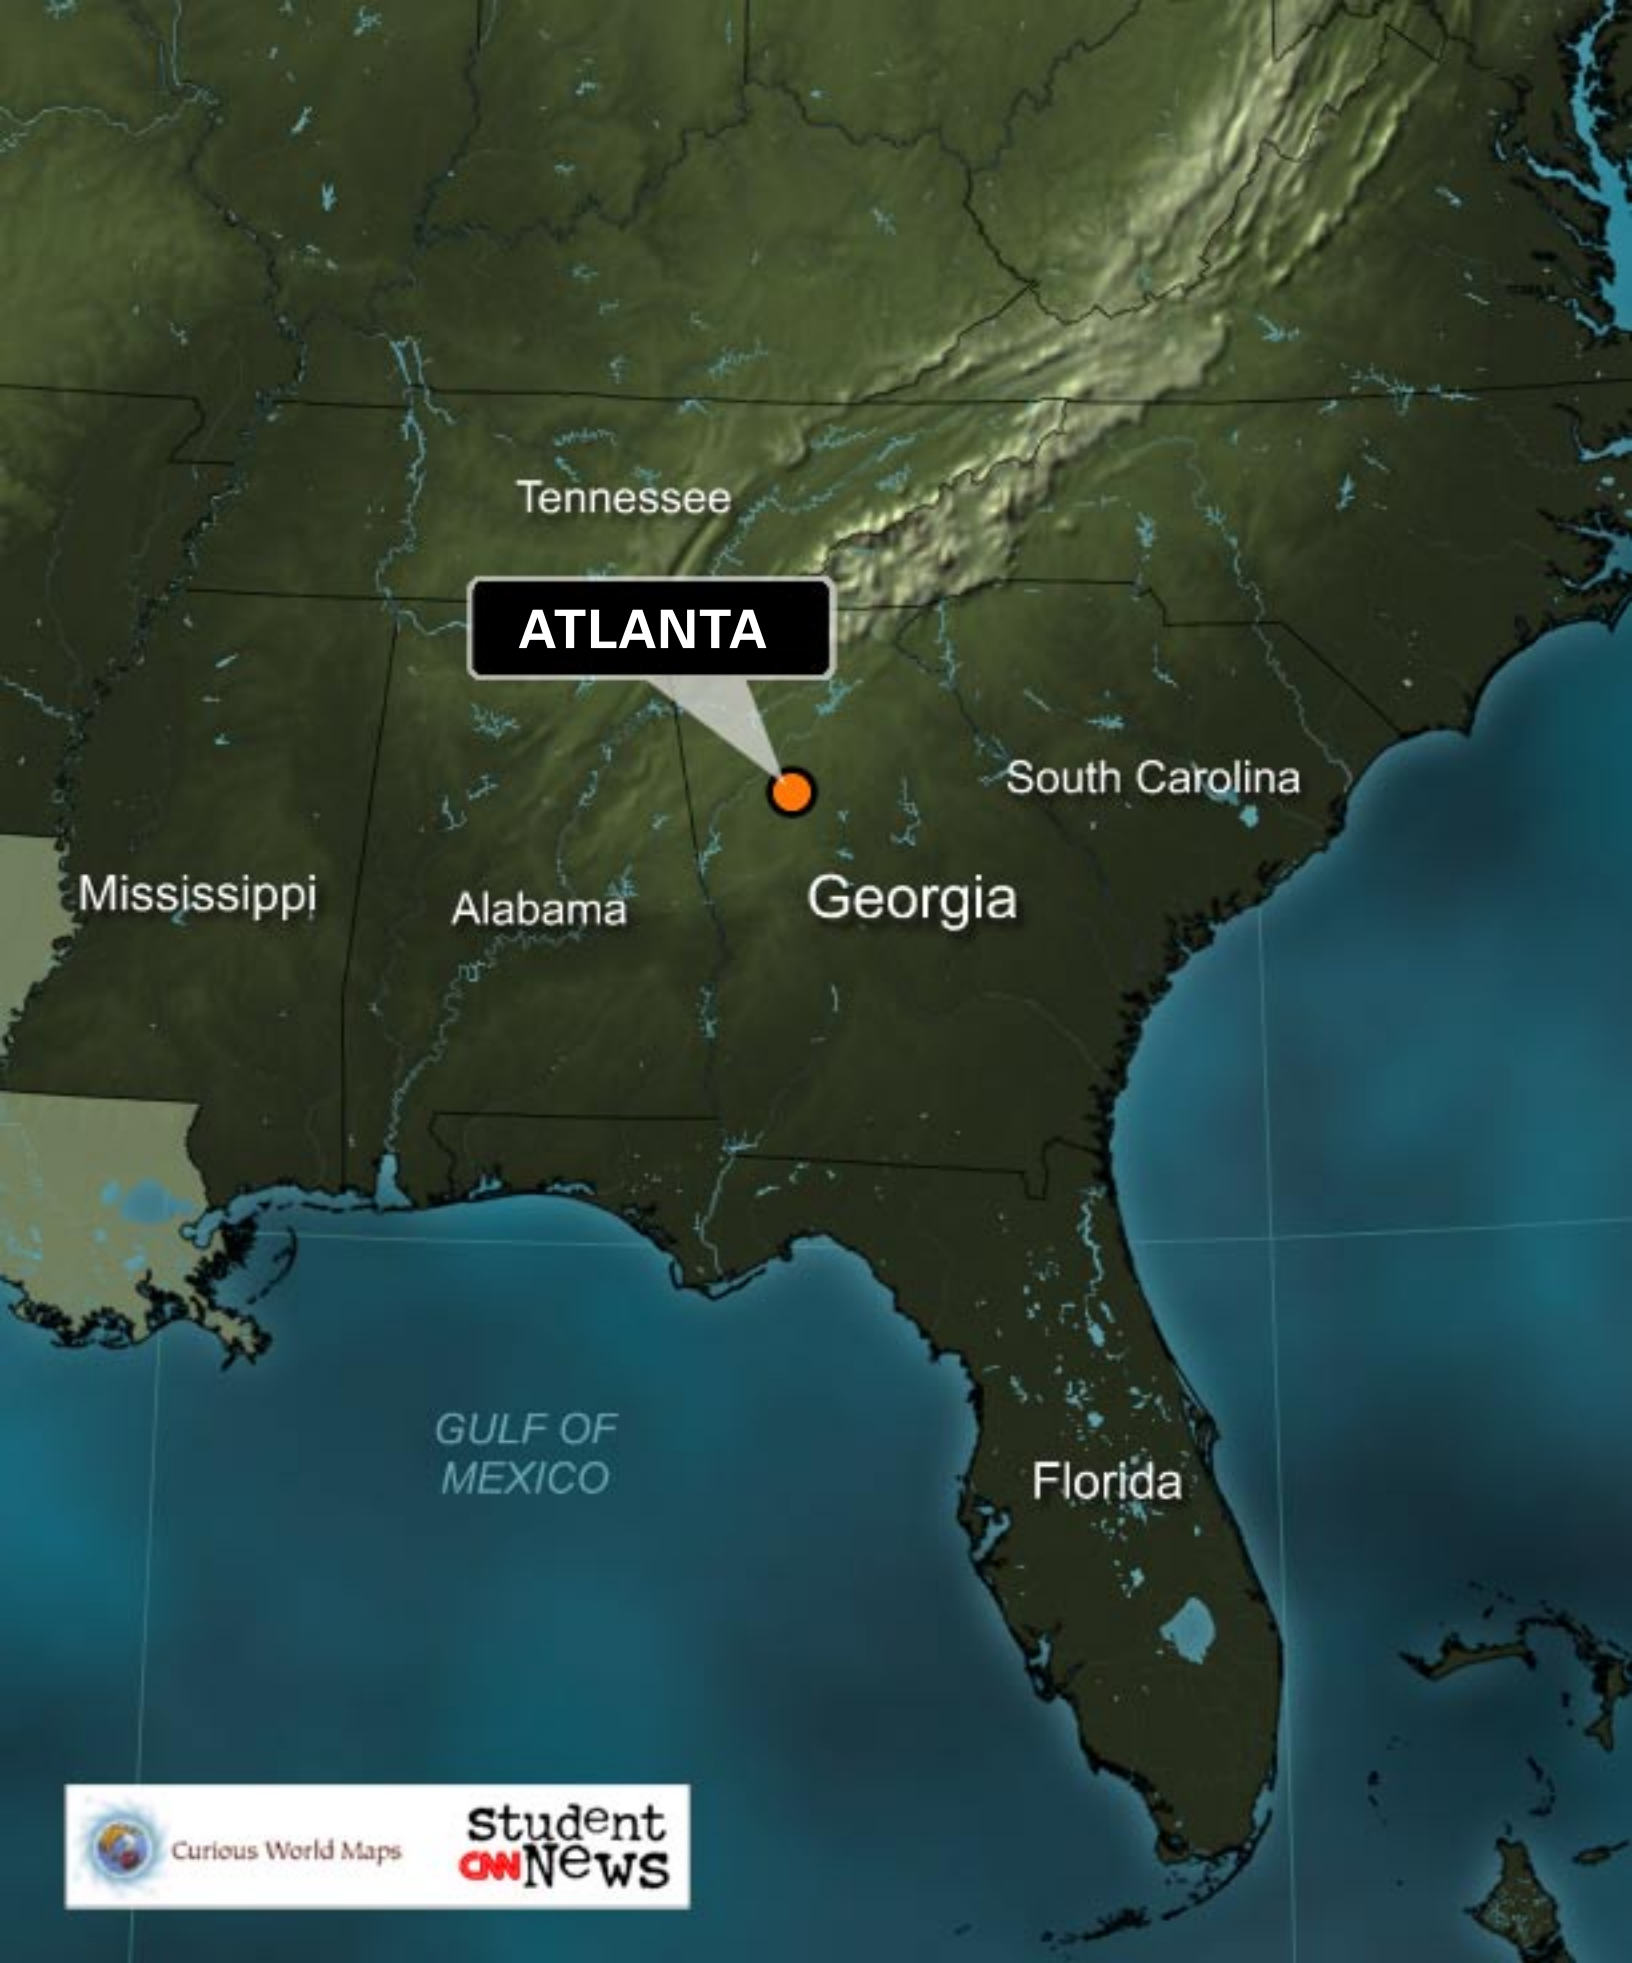 Tennessee
ATLANTA
South Carolina
Mississippi
Alabama
Georgia
GULF OF
MEXICO
Florida
Curious World Maps
Student
CNN News